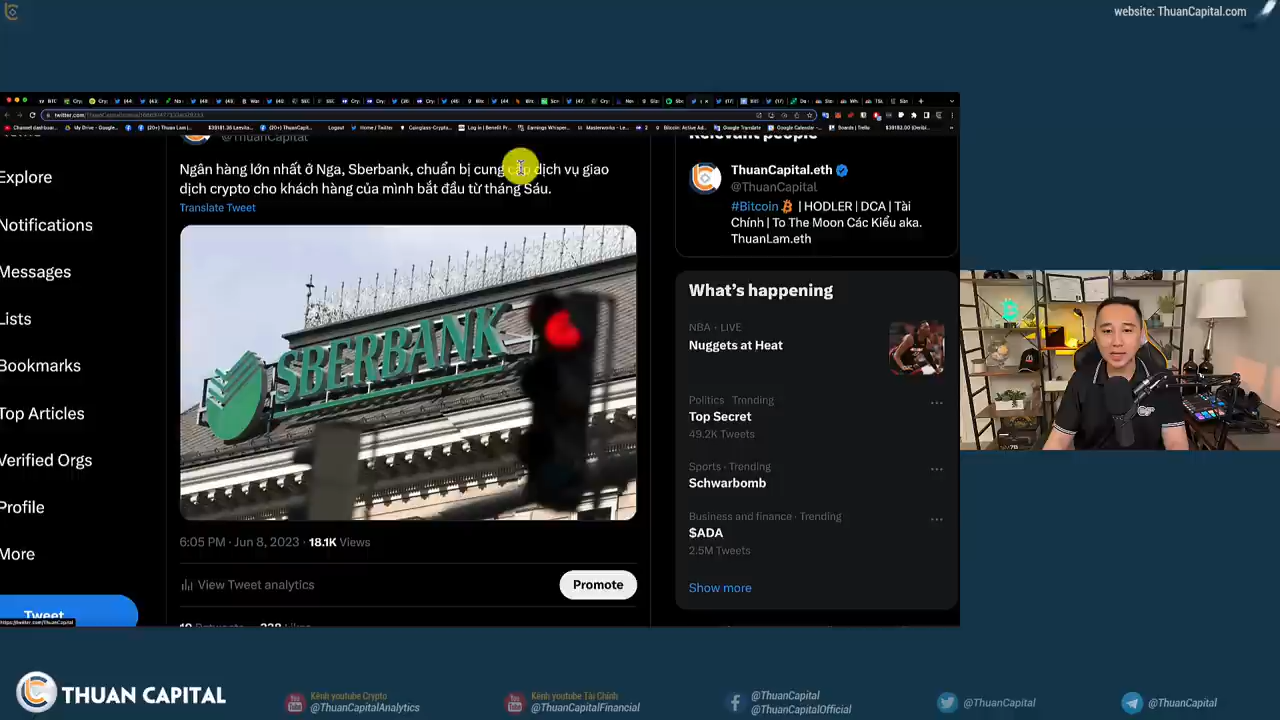 website: ThuanCapital.com
@ThuanCapital
Ngân hàng lớn nhất ở Nga, Sberbank, chuẩn bị cung cấp dịch vụ giao
dịch crypto cho khách hàng của mình bắt đầu từ tháng Sáu.
Translate Tweet
SBERBANK
6:05 PM · Jun 8, 2023 · 18.1K Views
View Tweet analytics
Promote
Explore
Notifications
Messages
Lists
Bookmarks
Top Articles
Verified Orgs
Profile
More
Tweet
Relevant people
ThuanCapital.eth
@ThuanCapital
#Bitcoin | HODLER | DCA | Tài
Chính | To The Moon Các Kiểu aka.
ThuanLam.eth
What's happening
NBA · LIVE
Nuggets at Heat
Politics · Trending
Top Secret
49.2K Tweets
Sports · Trending
Schwarbomb
Business and finance · Trending
$ADA
2.5M Tweets
Show more
THUAN CAPITAL
Kênh youtube Crypto
@ThuanCapitalAnalytics
Kênh youtube Tài Chính
@ThuanCapitalFinancial
@ThuanCapital
@ThuanCapitalOfficial
@ThuanCapital
@ThuanCapital